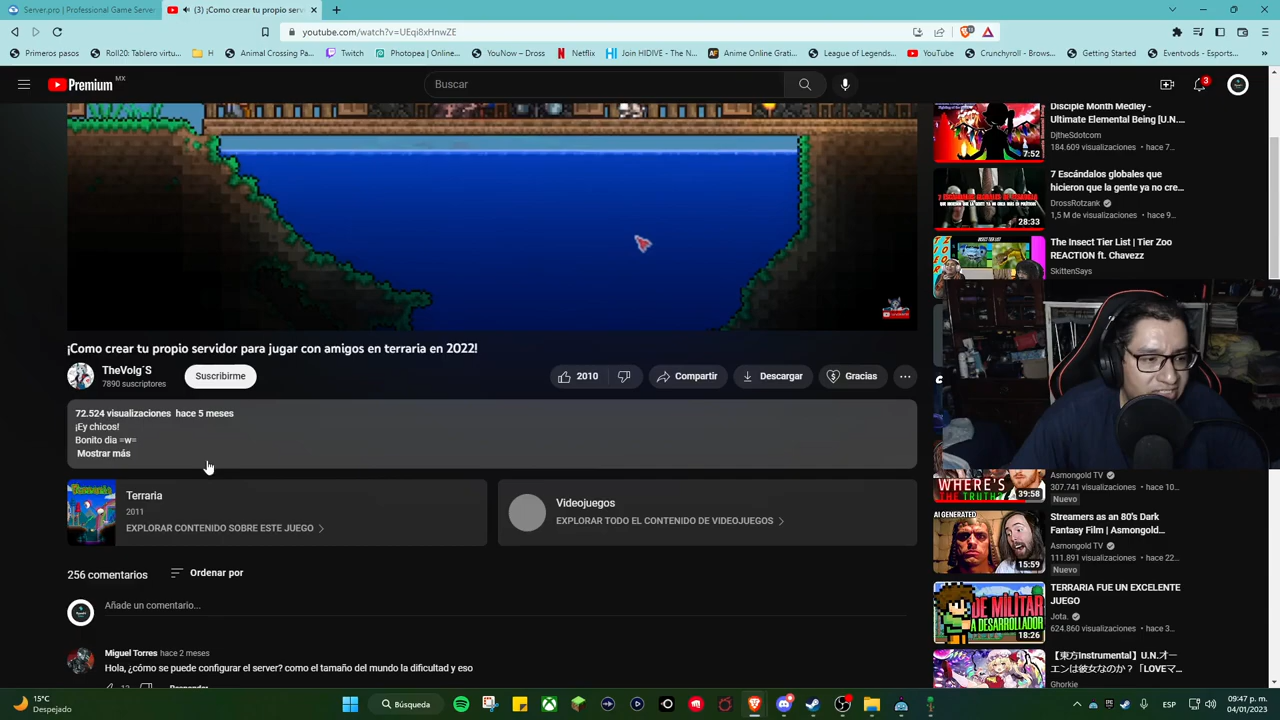 Server.pro | Professional Game Server
(3) ¡Como crear tu propio serv
youtube.com/watch?v=UEqi8xHnwZE
Primeros pasos
Roll20: Tablero virtu...
H
Animal Crossing Pa...
Twitch
Photopea | Online...
YouNow – Dross
Netflix
Join HIDIVE - The N...
Anime Online Grati...
League of Legends...
YouTube
Crunchyroll - Brows...
Getting Started
Eventvods - Esports...
Premium MX
Buscar
3
Disciple Month Medley -
Ultimate Elemental Being [U.N....
DjtheSdotcom
184.609 visualizaciones • hace 7...
7:52
7 Escándalos globales que
hicieron que la gente ya no cre...
DrossRotzank
1,5 M de visualizaciones • hace 9...
28:33
The Insect Tier List | Tier Zoo
REACTION ft. Chavezz
SkittenSays
¡Como crear tu propio servidor para jugar con amigos en terraria en 2022!
TheVolg´S
7890 suscriptores
Suscribirme
2010
Compartir
Descargar
Gracias
72.524 visualizaciones hace 5 meses
¡Ey chicos!
Bonito dia =w=
Mostrar más
Terraria
2011
EXPLORAR CONTENIDO SOBRE ESTE JUEGO
Videojuegos
EXPLORAR TODO EL CONTENIDO DE VIDEOJUEGOS
256 comentarios
Ordenar por
Añade un comentario...
Miguel Torres hace 2 meses
Hola, ¿cómo se puede configurar el server? como el tamaño del mundo la dificultad y eso
Asmongold TV
307.741 visualizaciones • hace 10...
Nuevo
WHERE'S
THE TRUTH?
39:58
AI GENERATED
Streamers as an 80's Dark
Fantasy Film | Asmongold...
Asmongold TV
111.891 visualizaciones • hace 22...
Nuevo
15:59
TERRARIA FUE UN EXCELENTE
JUEGO
Jota.
624.860 visualizaciones • hace 3...
DE MILITAR
A DESARROLLADOR
18:26
【東方Instrumental】U.N.オー
エンは彼女なのか？「LOVEマ...
Ghorkie
15°C
Despejado
Búsqueda
ESP
09:47 p. m.
04/01/2023